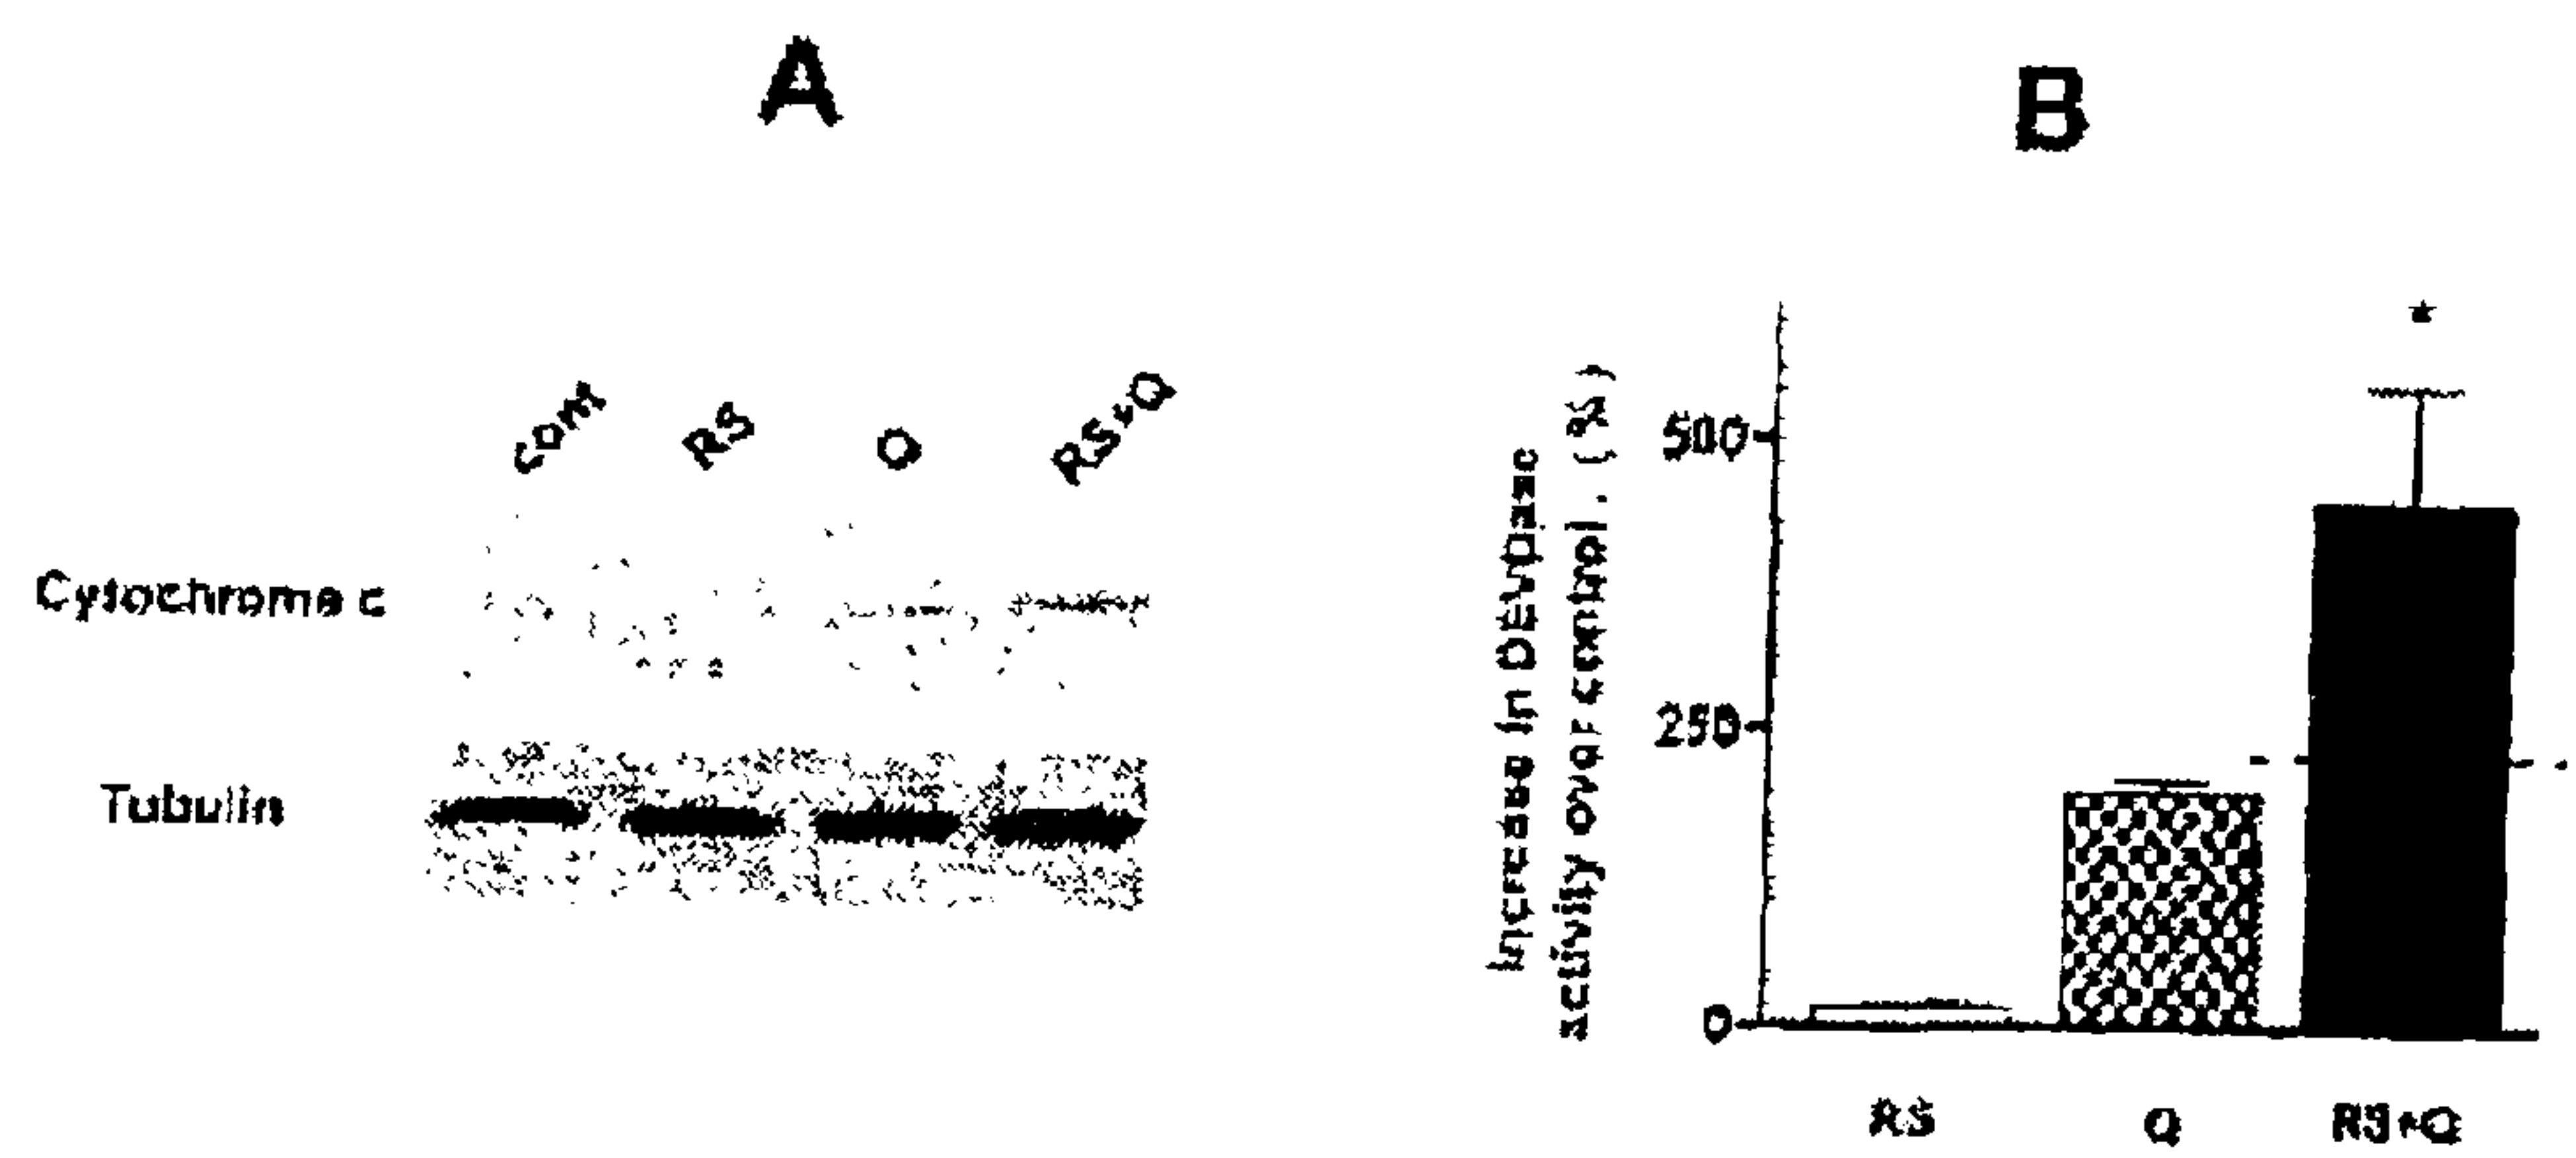 A
B
con
RS
Q
RS+Q
Cytochrome c
Tubulin
Increase in DEVDase
activity over control. (%)
500
250
0
*
RS
Q
RS+Q